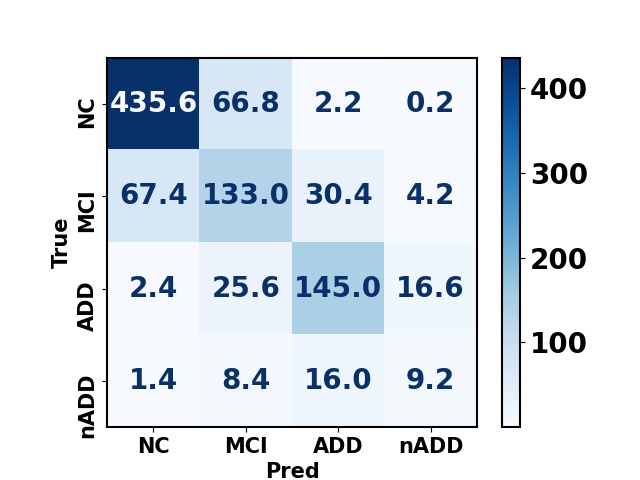 435.6 66.8 2.2 0.2
67.4 133.0 30.4 4.2
2.4 25.6 145.0 16.6
1.4 8.4 16.0 9.2
NC
MCI
ADD
nADD
True
NC MCI ADD nADD
Pred
400
300
200
100